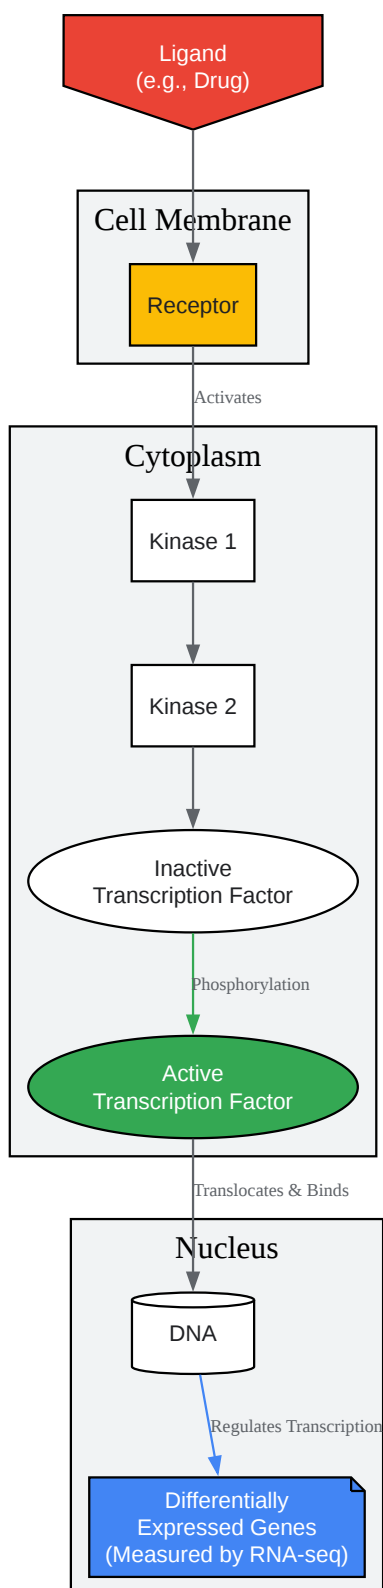 Ligand
(e.g., Drug)
Cell Membrane
Receptor
Activates
Cytoplasm
Kinase 1
Kinase 2
Inactive
Transcription Factor
Phosphorylation
Active
Transcription Factor
Translocates & Binds
Nucleus
DNA
Regulates Transcription
Differentially
Expressed Genes
(Measured by RNA-seq)